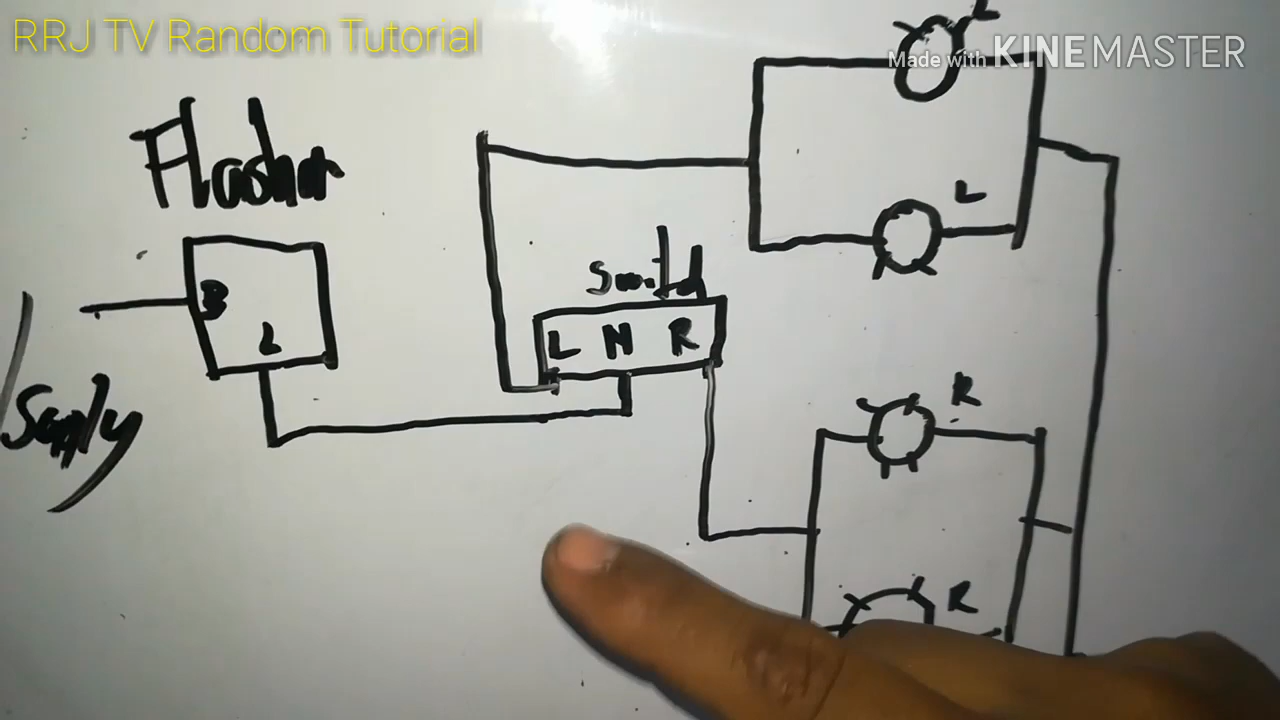 RRJ TV Random Tutorial
Made with KINEMASTER
L
Flasher
L
B
L
Switch
L N R
R
Supply
R